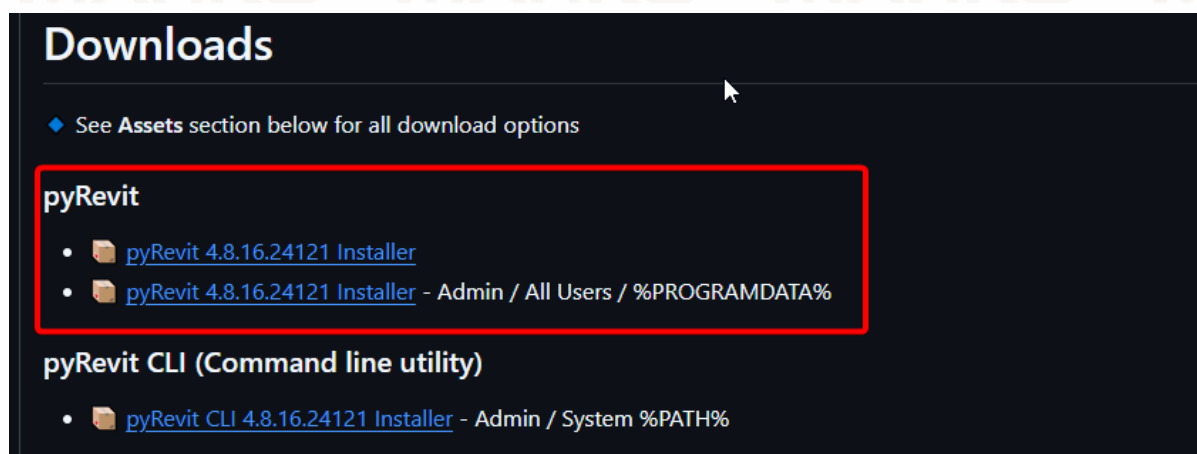 Downloads
See Assets section below for all download options
pyRevit
pyRevit 4.8.16.24121 Installer
pyRevit 4.8.16.24121 Installer - Admin / All Users / %PROGRAMDATA%
pyRevit CLI (Command line utility)
pyRevit CLI 4.8.16.24121 Installer - Admin / System %PATH%